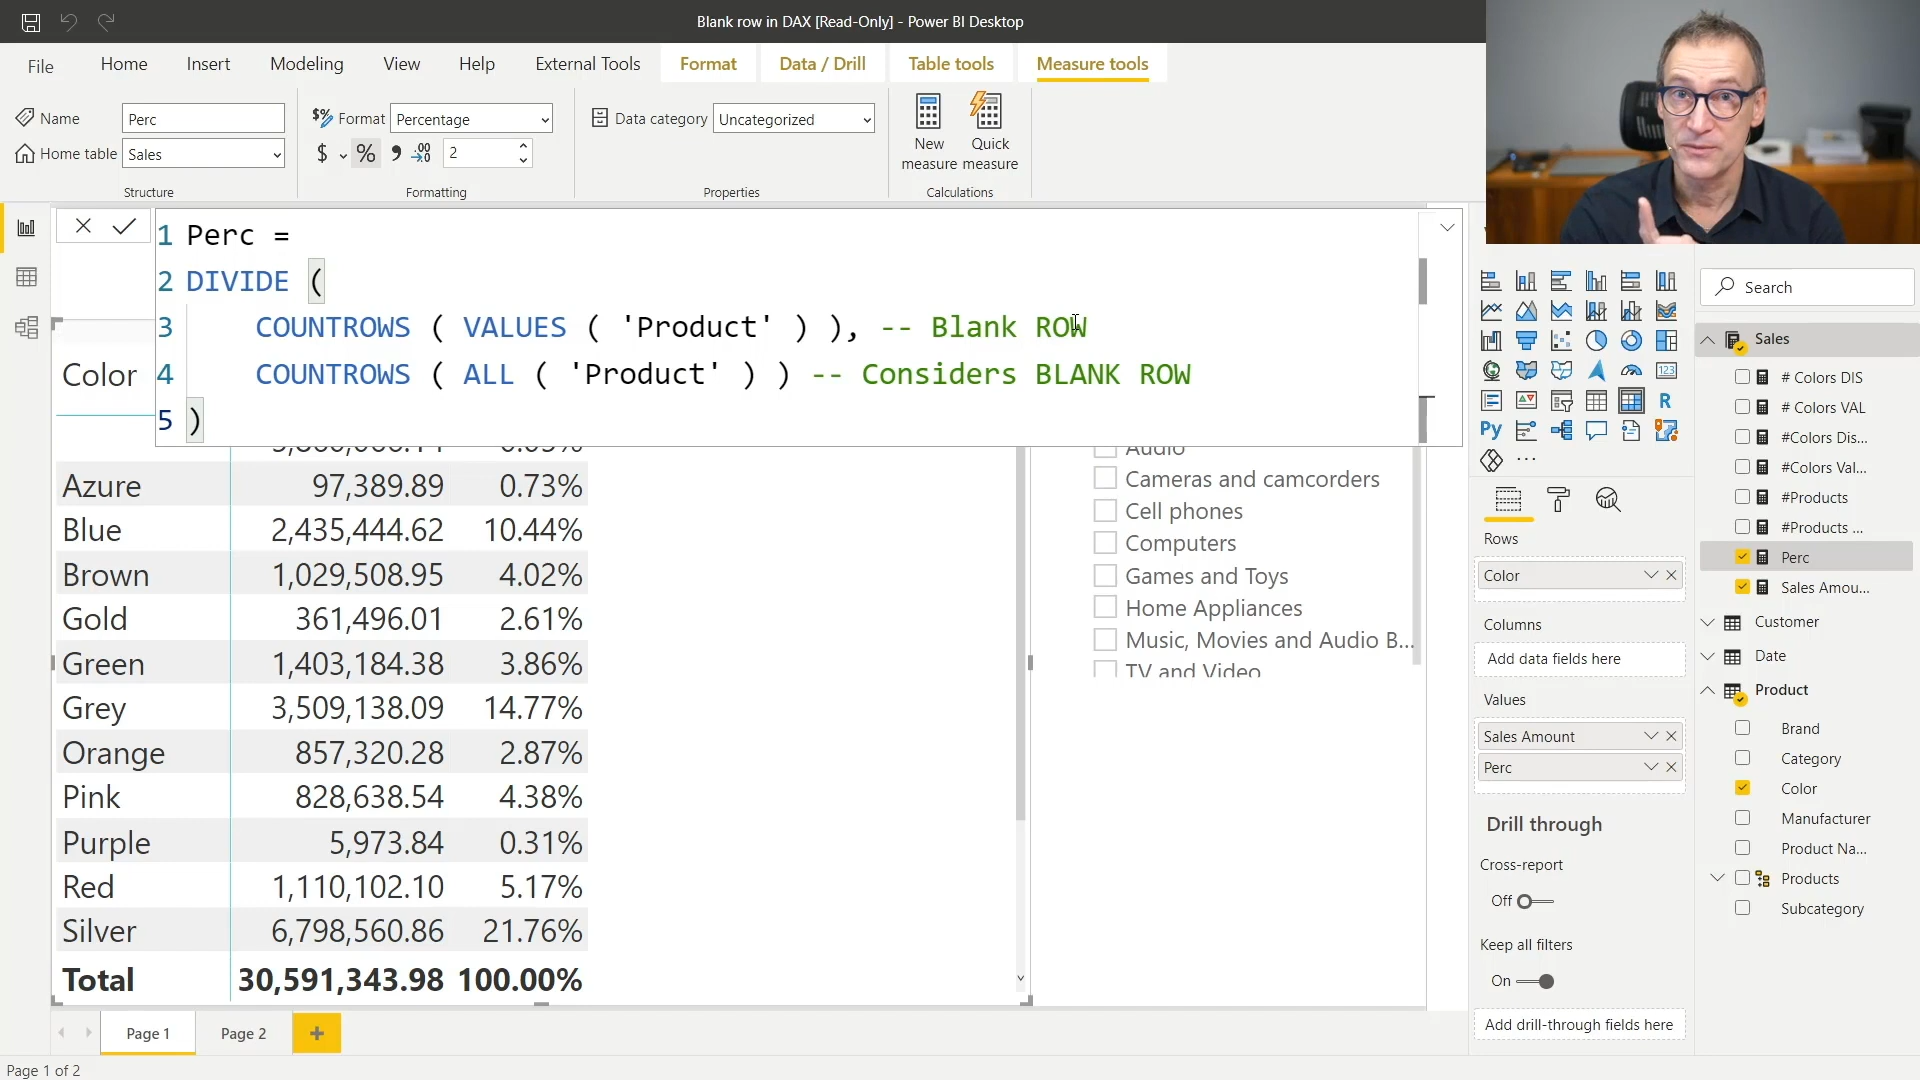 Blank row in DAX [Read-Only] - Power BI Desktop
File
Home
Insert
Modeling
View
Help
External Tools
Format
Data / Drill
Table tools
Measure tools
Name
Perc
Home table
Sales
Structure
Format
Percentage
$
%
2
Formatting
Data category
Uncategorized
Properties
New measure
Quick measure
Calculations
1 Perc =
2 DIVIDE (
3 COUNTROWS ( VALUES ( 'Product' ) ), -- Blank ROW
4 COUNTROWS ( ALL ( 'Product' ) ) -- Considers BLANK ROW
5 )
Color
Azure 97,389.89 0.73%
Blue 2,435,444.62 10.44%
Brown 1,029,508.95 4.02%
Gold 361,496.01 2.61%
Green 1,403,184.38 3.86%
Grey 3,509,138.09 14.77%
Orange 857,320.28 2.87%
Pink 828,638.54 4.38%
Purple 5,973.84 0.31%
Red 1,110,102.10 5.17%
Silver 6,798,560.86 21.76%
Total 30,591,343.98 100.00%
Audio
Cameras and camcorders
Cell phones
Computers
Games and Toys
Home Appliances
Music, Movies and Audio B...
TV and Video
123
R
Py
...
Rows
Color
Columns
Add data fields here
Values
Sales Amount
Perc
Drill through
Cross-report
Off
Keep all filters
On
Add drill-through fields here
Search
Sales
# Colors DIS
# Colors VAL
#Colors Dis...
#Colors Val...
#Products
#Products ...
Perc
Sales Amou...
Customer
Date
Product
Brand
Category
Color
Manufacturer
Product Na...
Products
Subcategory
Page 1
Page 2
+
Page 1 of 2